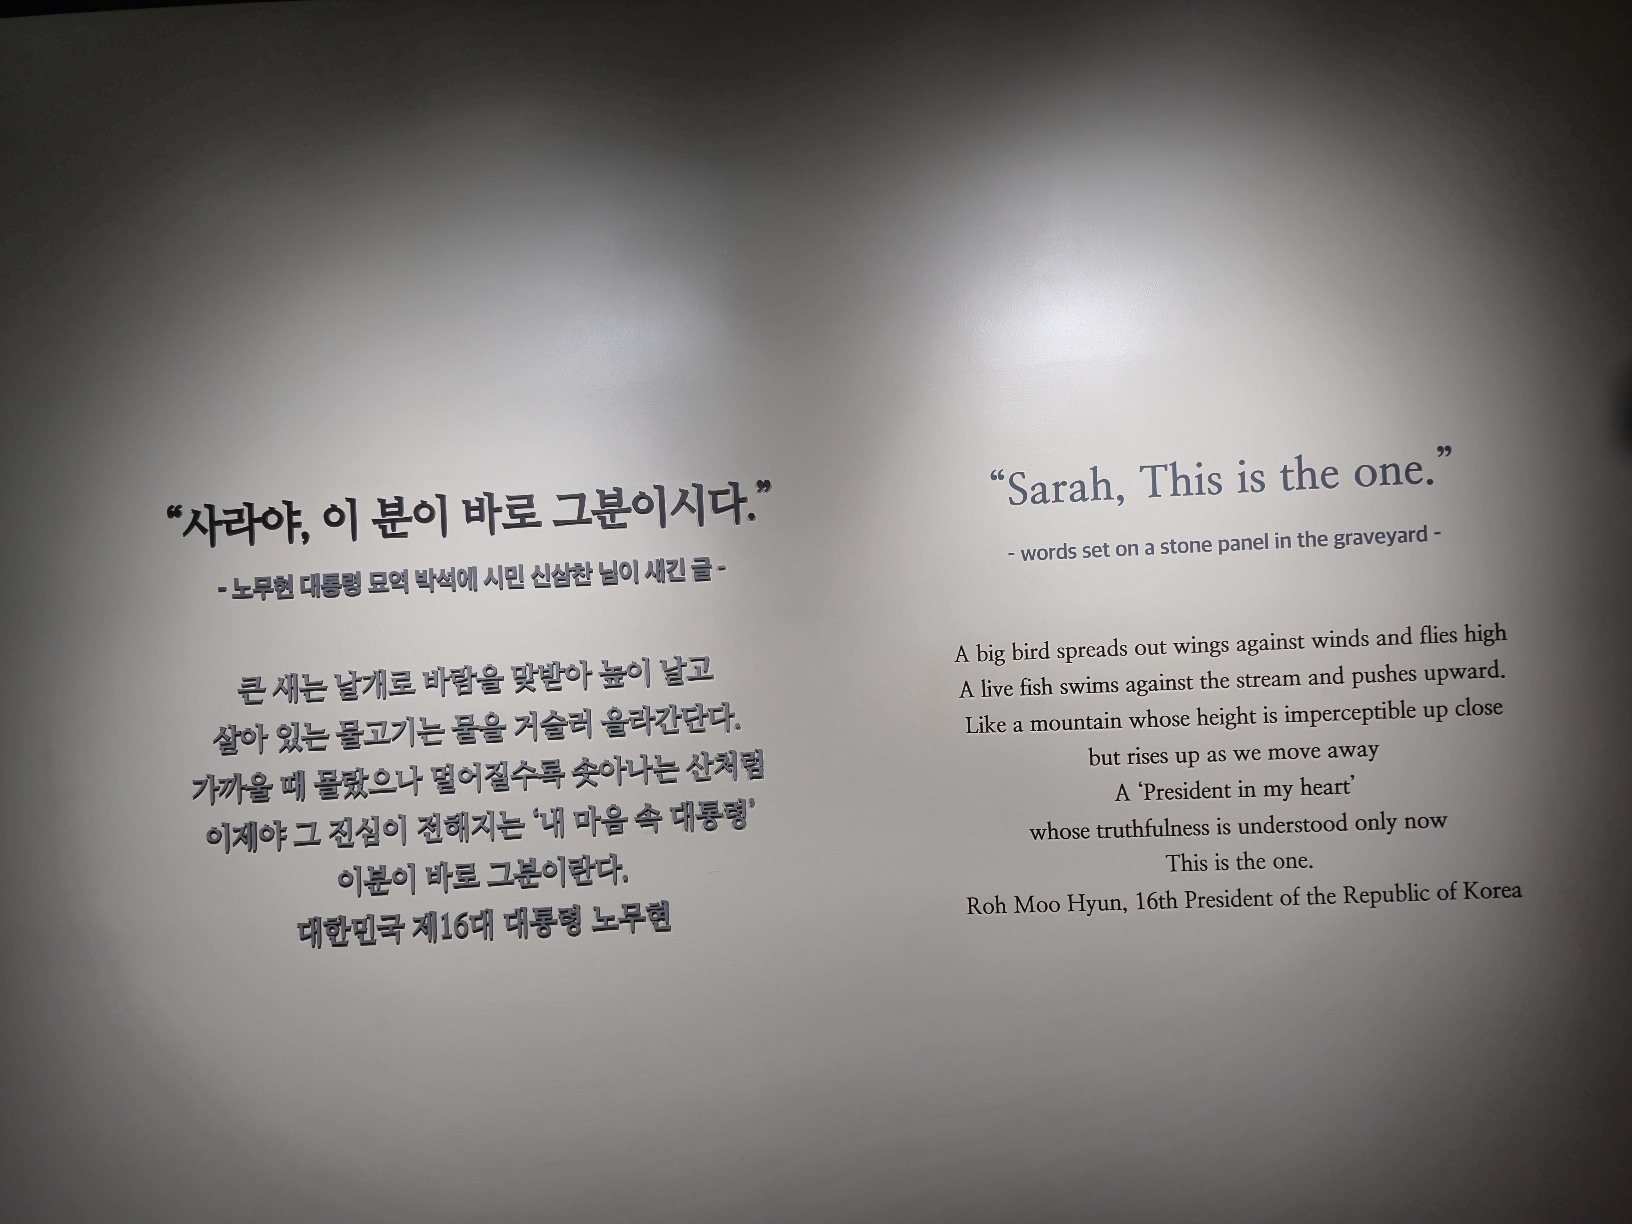 “사라야, 이 분이 바로 그분이시다.”
- 노무현 대통령 묘역 박석에 시민 신삼찬 님이 새긴 글 -
큰 새는 날개로 바람을 맞받아 높이 날고
살아 있는 물고기는 물을 거슬러 올라간단다.
가까울 때 몰랐으나 멀어질수록 솟아나는 산처럼
이제야 그 진심이 전해지는 ‘내 마음 속 대통령’
이분이 바로 그분이란다.
대한민국 제16대 대통령 노무현
“Sarah, This is the one.”
- words set on a stone panel in the graveyard -
A big bird spreads out wings against winds and flies high
A live fish swims against the stream and pushes upward.
Like a mountain whose height is imperceptible up close
but rises up as we move away
A ‘President in my heart’
whose truthfulness is understood only now
This is the one.
Roh Moo Hyun, 16th President of the Republic of Korea